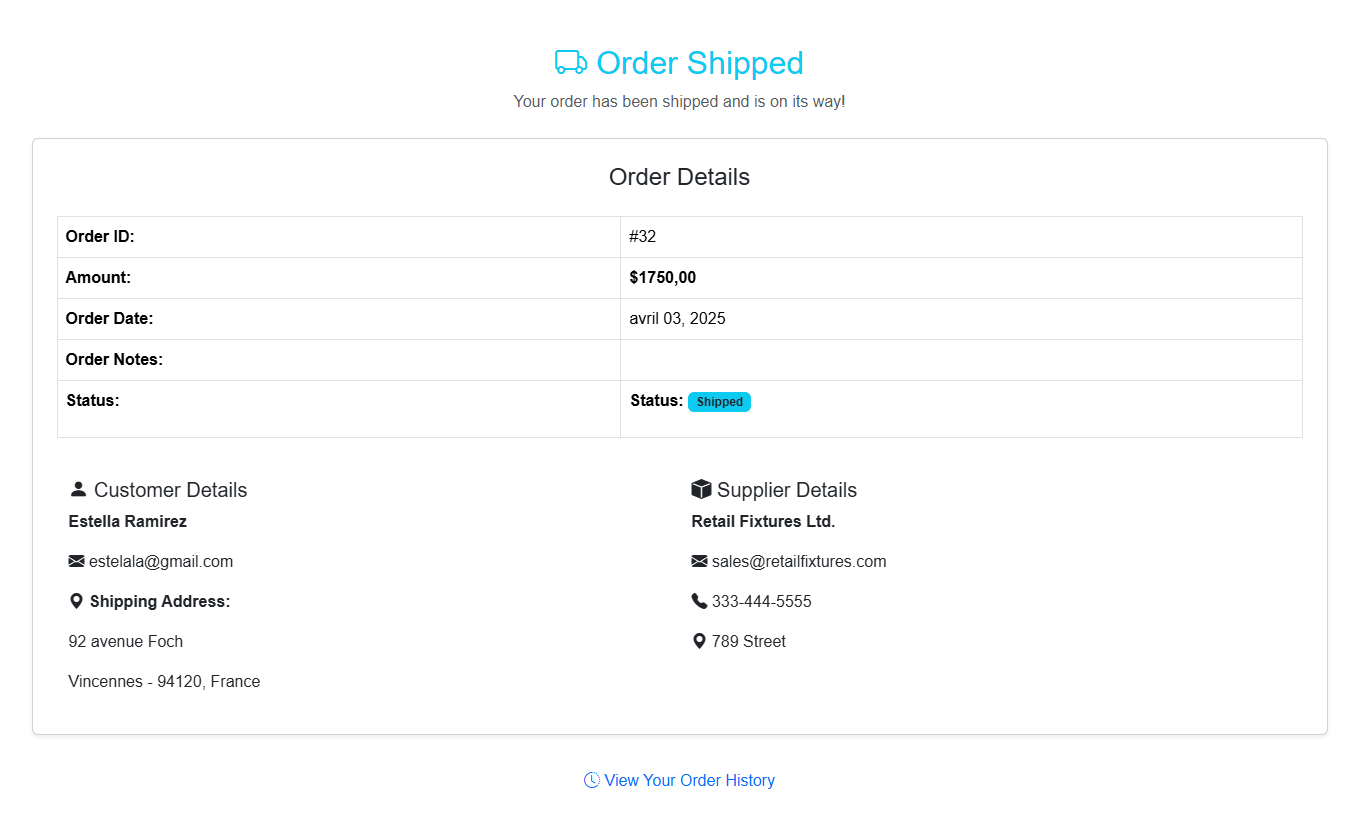 Order Shipped
Your order has been shipped and is on its way!
Order Details
Order ID: #32
Amount: $1750,00
Order Date: avril 03, 2025
Order Notes:
Status: Status: Shipped
Customer Details
Estella Ramirez
estelala@gmail.com
Shipping Address:
92 avenue Foch
Vincennes - 94120, France
Supplier Details
Retail Fixtures Ltd.
sales@retailfixtures.com
333-444-5555
789 Street
View Your Order History